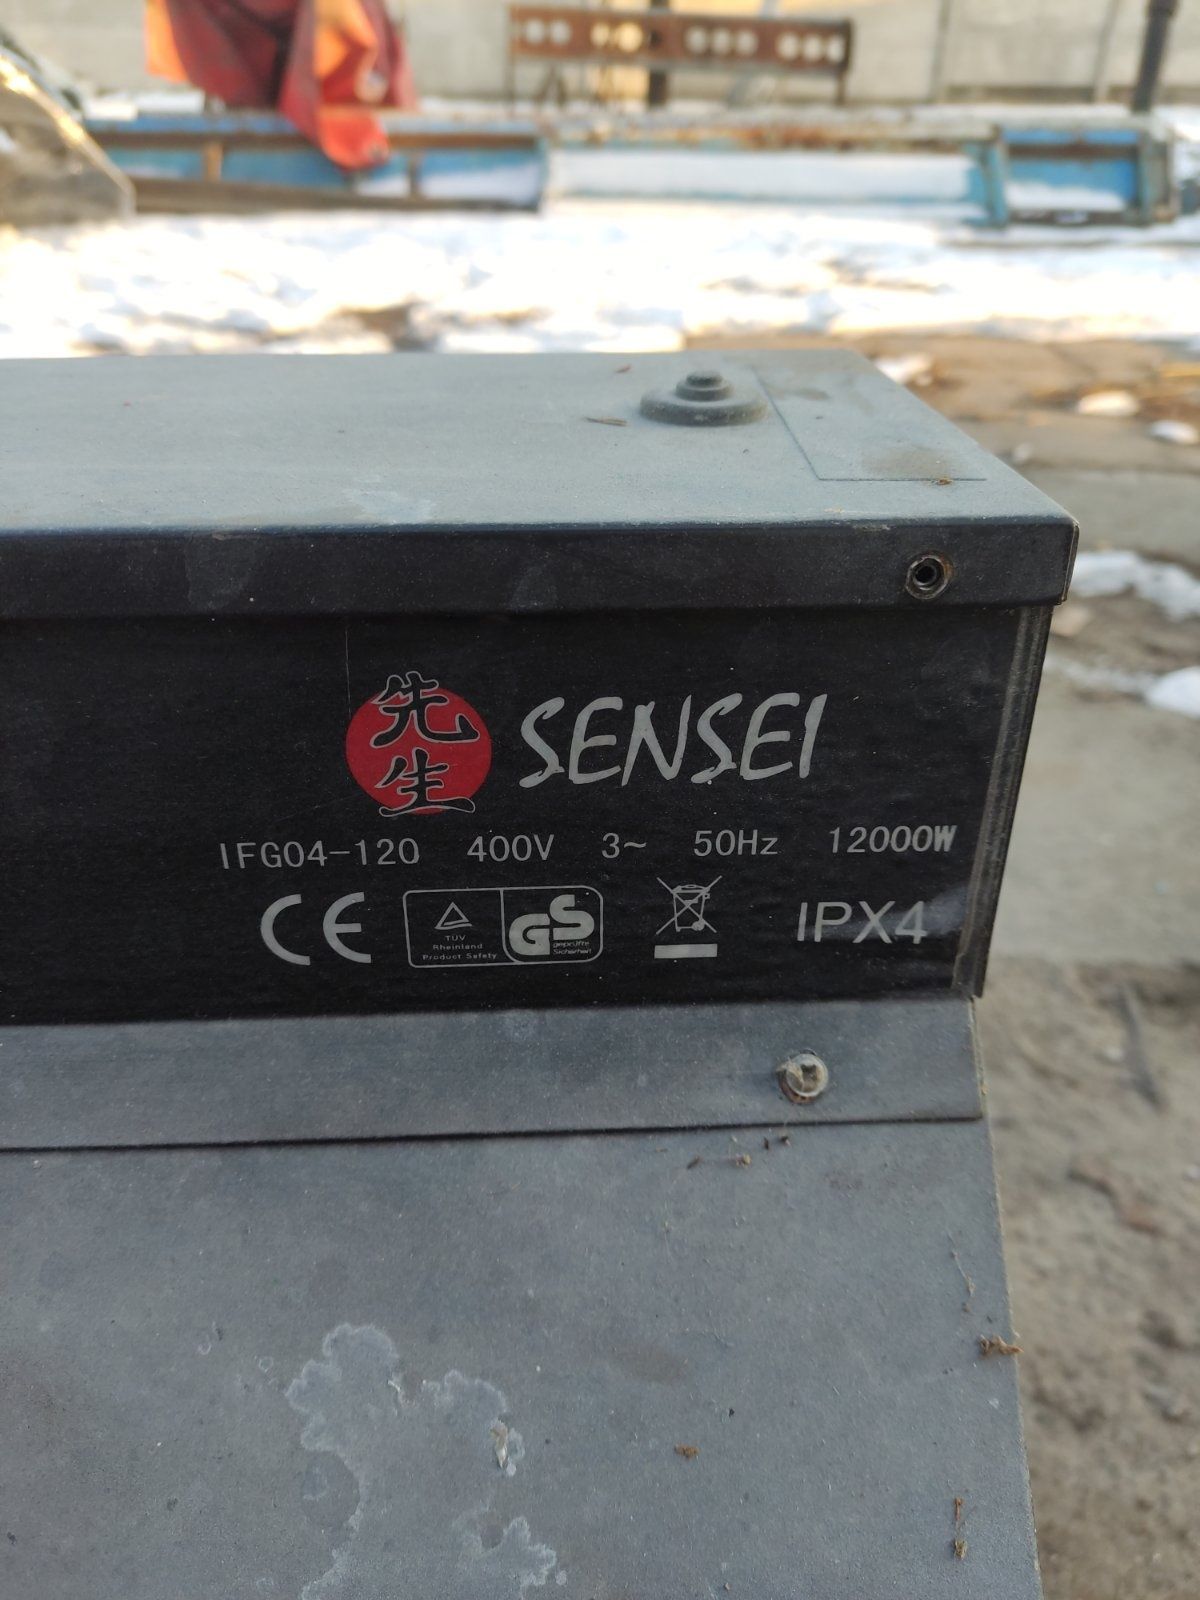 先生 SENSEI
IFG04-120 400V 3~ 50Hz 12000W
CE TÜV Rheinland Product Safety GS geprüfte Sicherheit IPX4